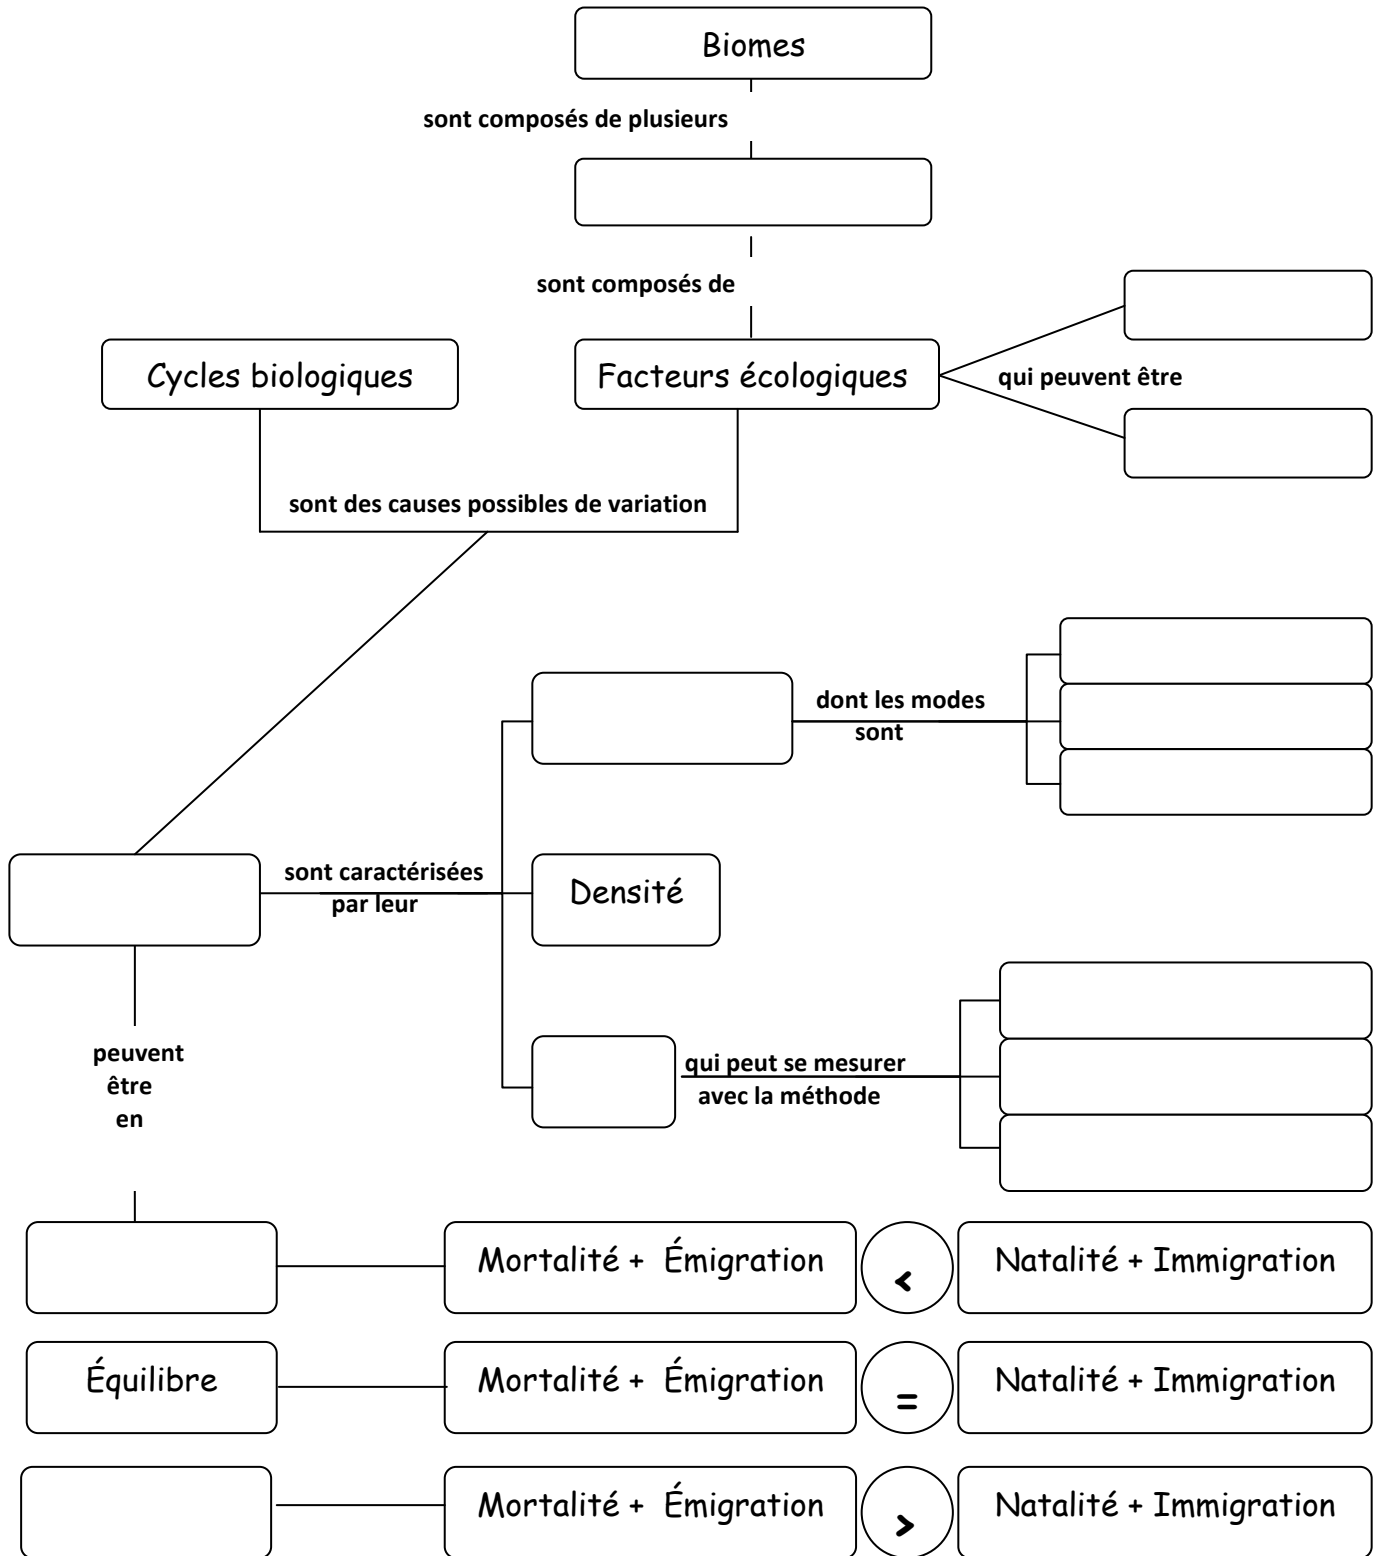 Biomes
sont composés de plusieurs
sont composés de
Cycles biologiques
Facteurs écologiques
qui peuvent être
sont des causes possibles de variation
dont les modes
sont
sont caractérisées
par leur
Densité
peuvent
être
en
qui peut se mesurer
avec la méthode
Mortalité + Émigration
<
Natalité + Immigration
Équilibre
Mortalité + Émigration
=
Natalité + Immigration
Mortalité + Émigration
>
Natalité + Immigration